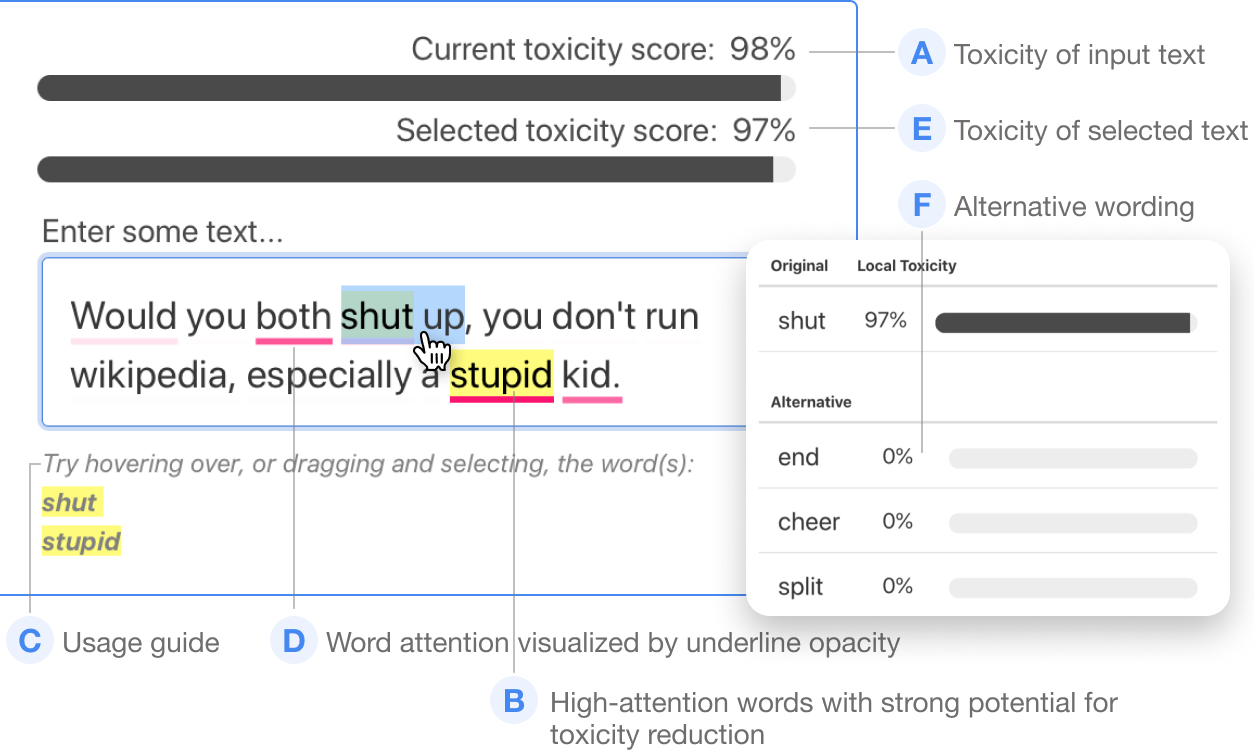 Current toxicity score: 98%
A Toxicity of input text
Selected toxicity score: 97%
E Toxicity of selected text
F Alternative wording
Enter some text...
Would you both shut up, you don't run
wikipedia, especially a stupid kid.
Original Local Toxicity
shut 97%
Alternative
end 0%
cheer 0%
split 0%
Try hovering over, or dragging and selecting, the word(s):
shut
stupid
C Usage guide
D Word attention visualized by underline opacity
B High-attention words with strong potential for
toxicity reduction